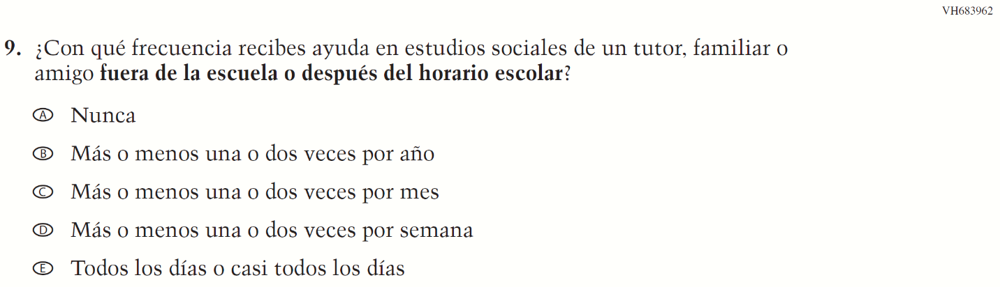 VH683962
9. ¿Con qué frecuencia recibes ayuda en estudios sociales de un tutor, familiar o
amigo fuera de la escuela o después del horario escolar?
A Nunca
B Más o menos una o dos veces por año
C Más o menos una o dos veces por mes
D Más o menos una o dos veces por semana
E Todos los días o casi todos los días